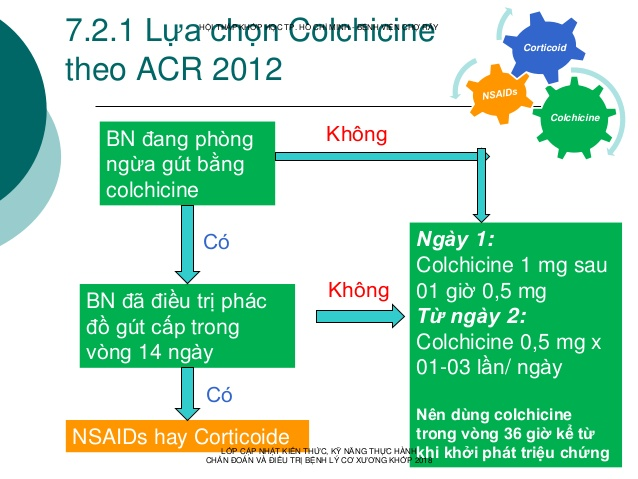 HỘI THẤP KHỚP HỌC TP. HỒ CHÍ MINH - BỆNH VIỆN CHỢ RẪY
7.2.1 Lựa chọn Colchicine
theo ACR 2012
Corticoid
NSAIDs
Colchicine
BN đang phòng
ngừa gút bằng
colchicine
Không
Có
BN đã điều trị phác
đồ gút cấp trong
vòng 14 ngày
Không
Có
NSAIDs hay Corticoide
Ngày 1:
Colchicine 1 mg sau
01 giờ 0,5 mg
Từ ngày 2:
Colchicine 0,5 mg x
01-03 lần/ ngày
Nên dùng colchicine
trong vòng 36 giờ kể từ
khi khởi phát triệu chứng
LỚP CẬP NHẬT KIẾN THỨC, KỸ NĂNG THỰC HÀNH
CHẨN ĐOÁN VÀ ĐIỀU TRỊ BỆNH LÝ CƠ XƯƠNG KHỚP 2018